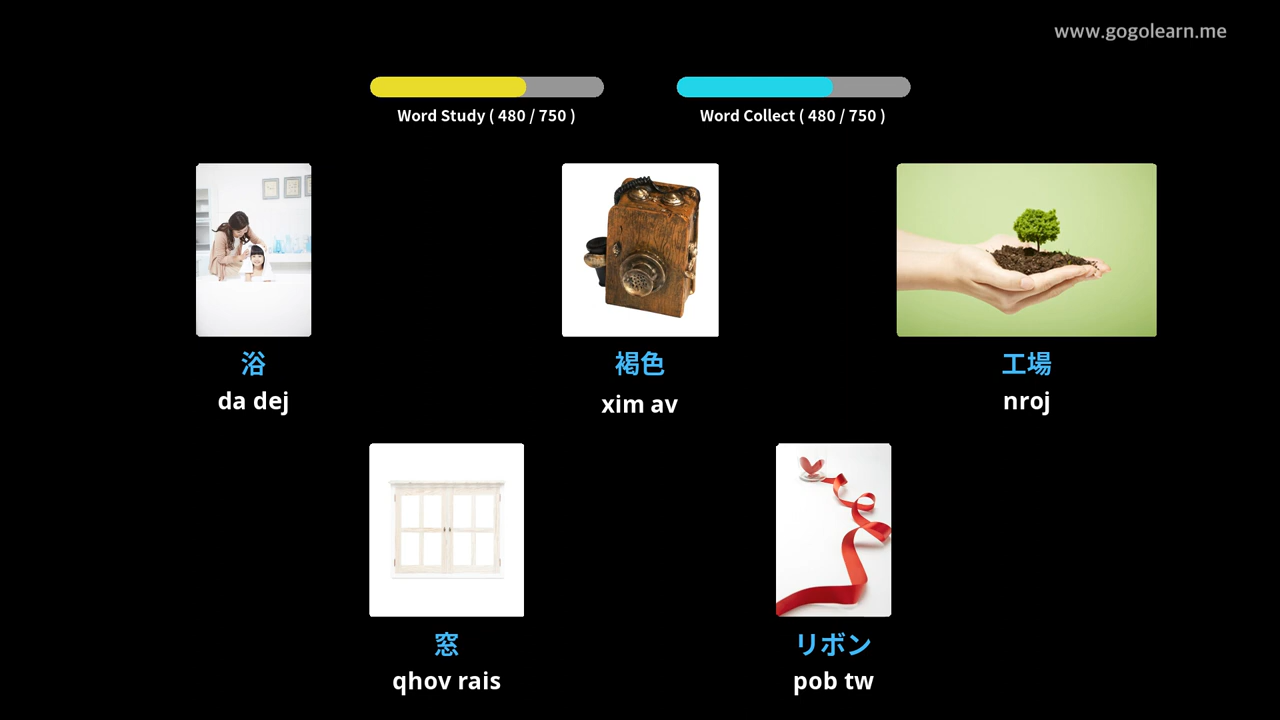 www.gogolearn.me
Word Study ( 480 / 750 )
Word Collect ( 480 / 750 )
浴
da dej
褐色
xim av
工場
nroj
窓
qhov rais
リボン
pob tw